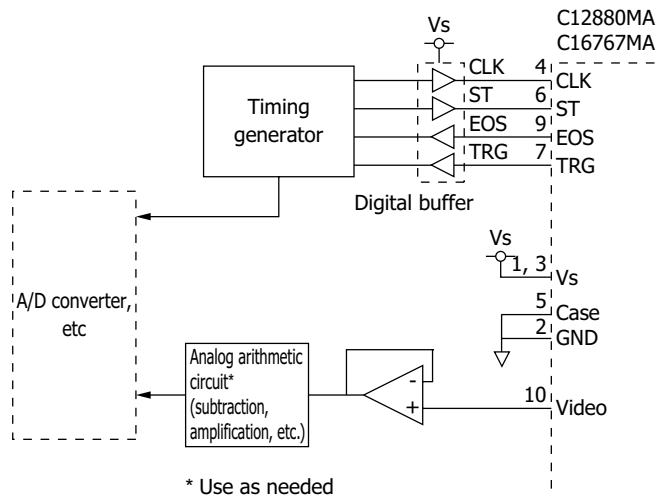 C12880MA
C16767MA
Vs
Timing
generator
CLK
4
CLK
ST
6
ST
EOS
9
EOS
TRG
7
TRG
Digital buffer
Vs
1, 3
Vs
5
Case
2
GND
A/D converter,
etc
Analog arithmetic
circuit*
(subtraction,
amplification, etc.)
-
+
10
Video
* Use as needed